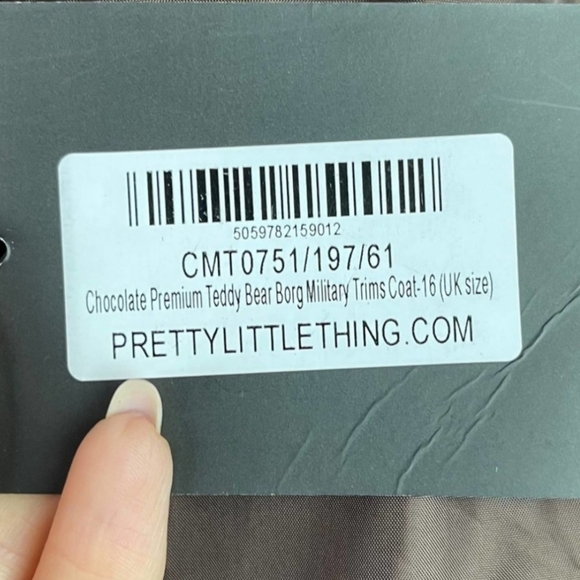 5059782159012
CMT0751/197/61
Chocolate Premium Teddy Bear Borg Military Trims Coat-16 (UK size)
PRETTYLITTLETHING.COM